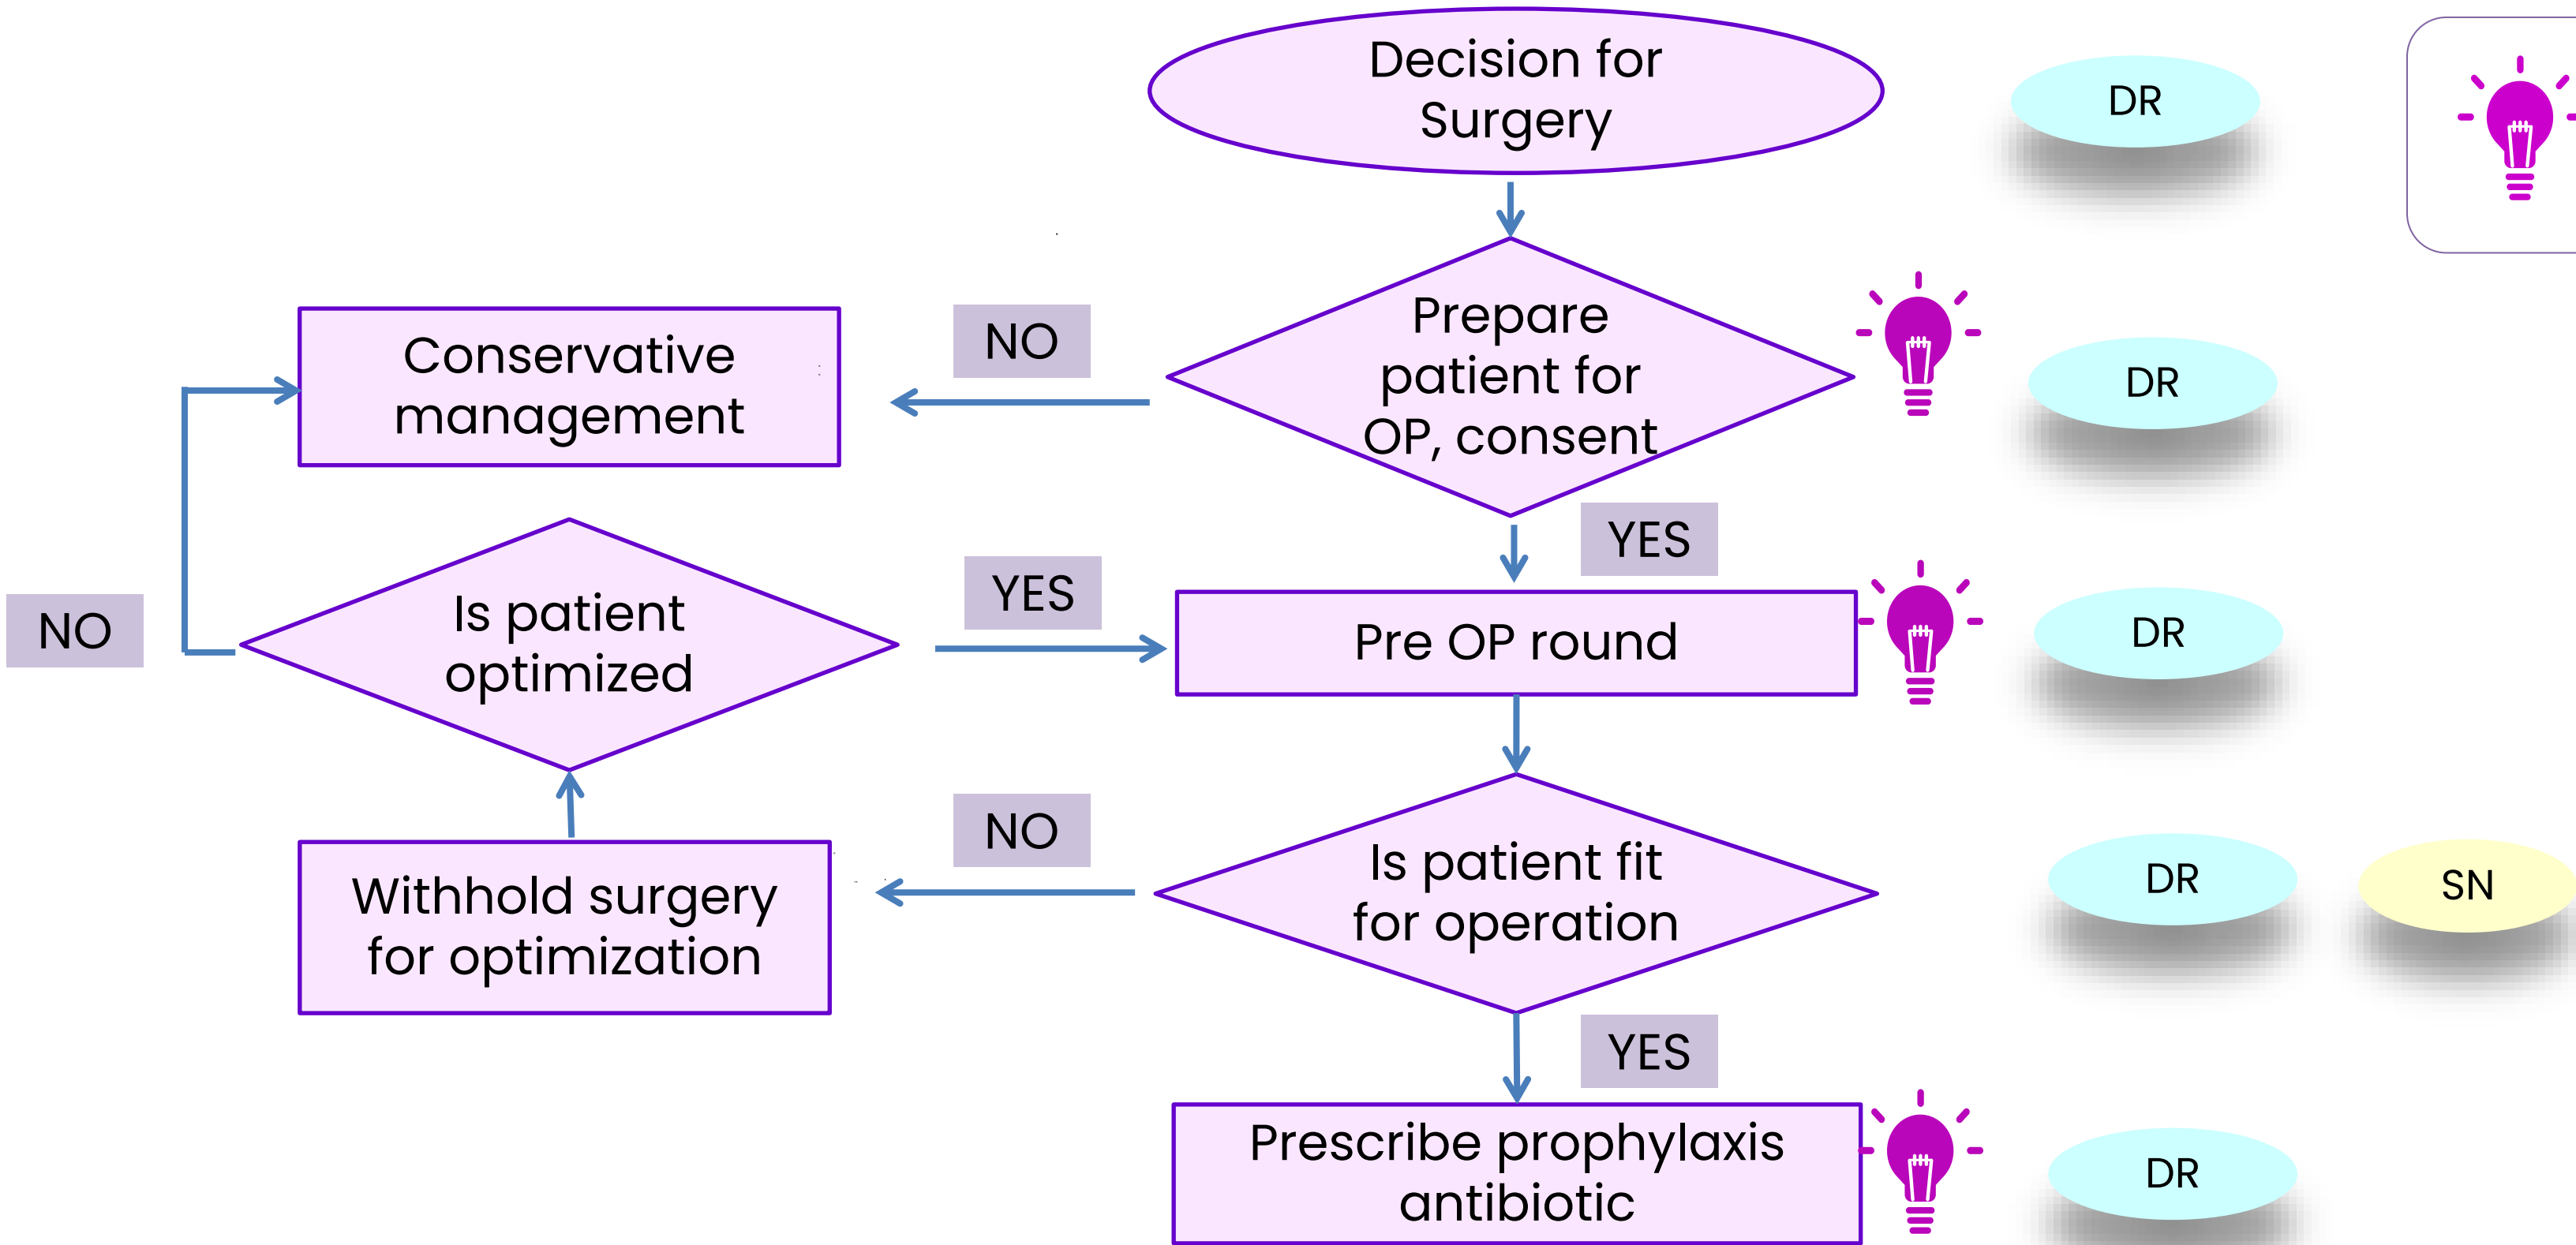 Decision for
Surgery
DR
Prepare
patient for
OP, consent
DR
NO
Conservative
management
YES
Is patient
optimized
NO
YES
Pre OP round
DR
Is patient fit
for operation
DR
SN
NO
Withhold surgery
for optimization
YES
Prescribe prophylaxis
antibiotic
DR